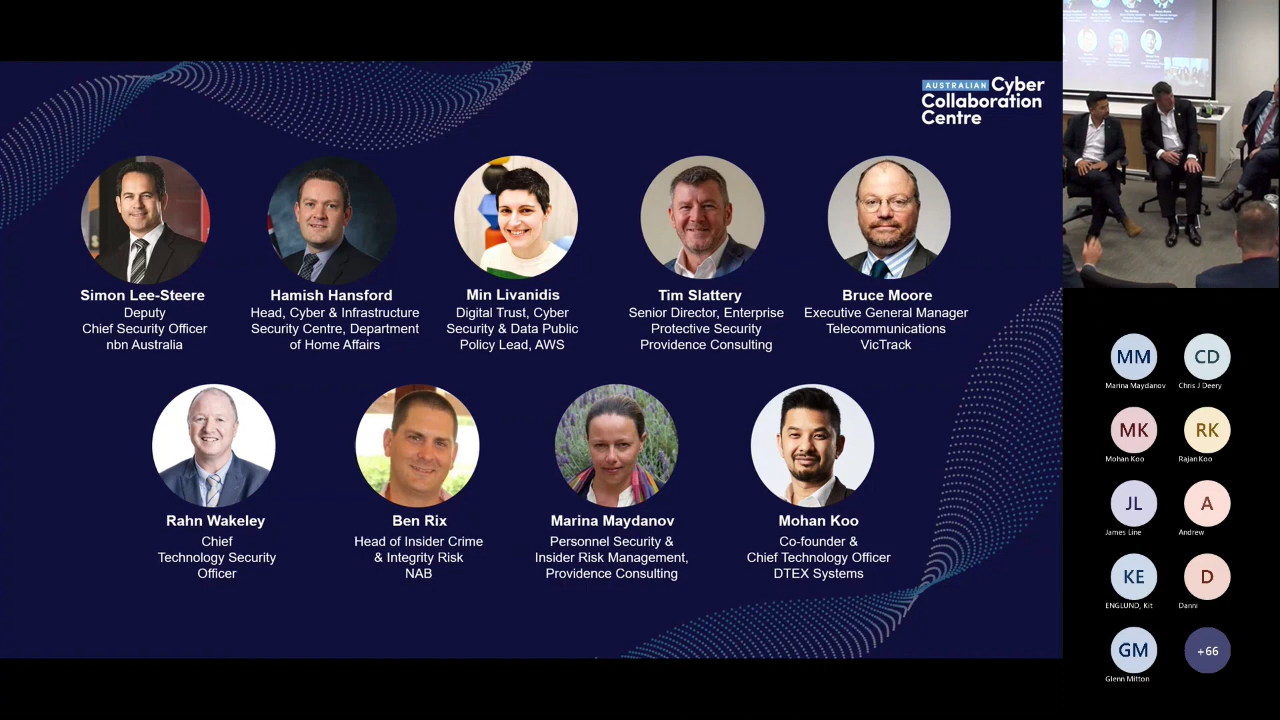 AUSTRALIAN Cyber
Collaboration
Centre
Simon Lee-Steere
Deputy
Chief Security Officer
nbn Australia
Hamish Hansford
Head, Cyber & Infrastructure
Security Centre, Department
of Home Affairs
Min Livanidis
Digital Trust, Cyber
Security & Data Public
Policy Lead, AWS
Tim Slattery
Senior Director, Enterprise
Protective Security
Providence Consulting
Bruce Moore
Executive General Manager
Telecommunications
VicTrack
Rahn Wakeley
Chief
Technology Security
Officer
Ben Rix
Head of Insider Crime
& Integrity Risk
NAB
Marina Maydanov
Personnel Security &
Insider Risk Management,
Providence Consulting
Mohan Koo
Co-founder &
Chief Technology Officer
DTEX Systems
MM
Marina Maydanov
CD
Chris J Deery
MK
Mohan Koo
RK
Rajan Koo
JL
James Line
A
Andrew
KE
ENGLUND, Kit
D
Danni
GM
Glenn Mitton
+66